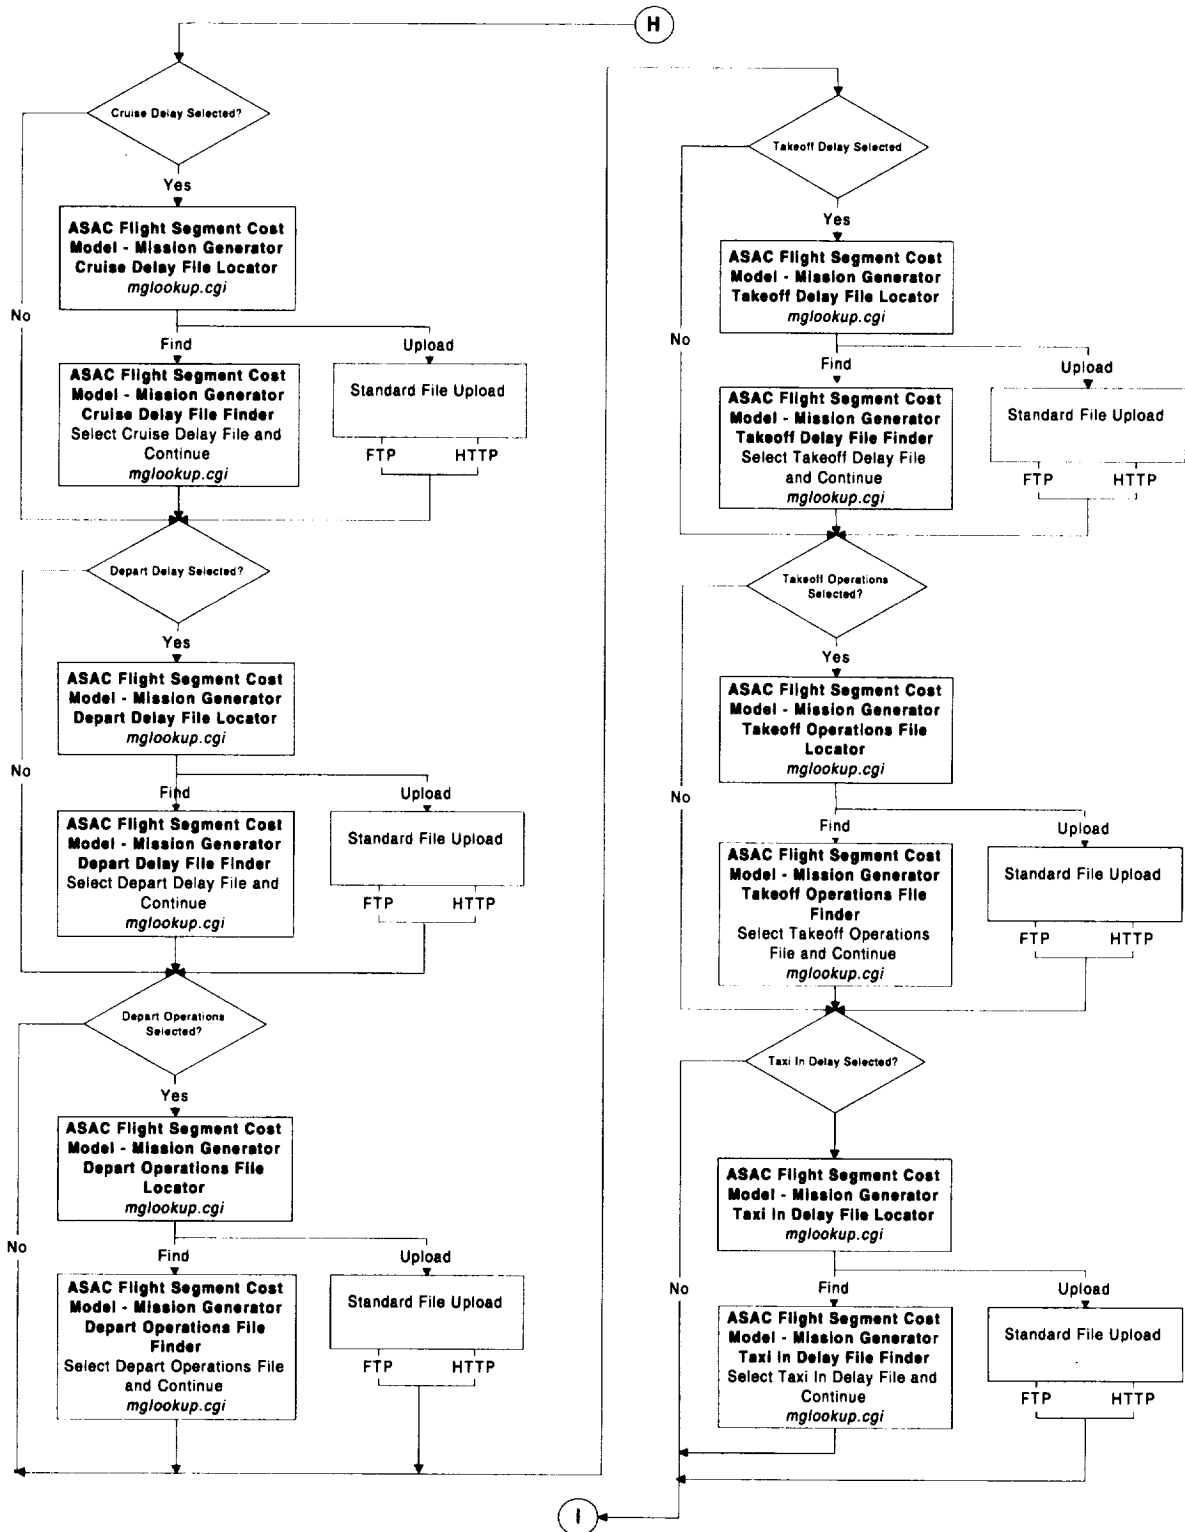 H
Cruise Delay Selected?
Yes
ASAC Flight Segment Cost
Model - Mission Generator
Cruise Delay File Locator
mglookup.cgi
No
Find
Upload
ASAC Flight Segment Cost
Model - Mission Generator
Cruise Delay File Finder
Select Cruise Delay File and
Continue
mglookup.cgi
Standard File Upload
FTP
HTTP
Depart Delay Selected?
Yes
ASAC Flight Segment Cost
Model - Mission Generator
Depart Delay File Locator
mglookup.cgi
No
Find
Upload
ASAC Flight Segment Cost
Model - Mission Generator
Depart Delay File Finder
Select Depart Delay File and
Continue
mglookup.cgi
Standard File Upload
FTP
HTTP
Depart Operations
Selected?
Yes
ASAC Flight Segment Cost
Model - Mission Generator
Depart Operations File
Locator
mglookup.cgi
No
Find
Upload
ASAC Flight Segment Cost
Model - Mission Generator
Depart Operations File
Finder
Select Depart Operations File
and Continue
mglookup.cgi
Standard File Upload
FTP
HTTP
Takeoff Delay Selected
Yes
ASAC Flight Segment Cost
Model - Mission Generator
Takeoff Delay File Locator
mglookup.cgi
No
Find
Upload
ASAC Flight Segment Cost
Model - Mission Generator
Takeoff Delay File Finder
Select Takeoff Delay File
and Continue
mglookup.cgi
Standard File Upload
FTP
HTTP
Takeoff Operations
Selected?
Yes
ASAC Flight Segment Cost
Model - Mission Generator
Takeoff Operations File
Locator
mglookup.cgi
No
Find
Upload
ASAC Flight Segment Cost
Model - Mission Generator
Takeoff Operations File
Finder
Select Takeoff Operations
File and Continue
mglookup.cgi
Standard File Upload
FTP
HTTP
Taxi In Delay Selected?
ASAC Flight Segment Cost
Model - Mission Generator
Taxi In Delay File Locator
mglookup.cgi
No
Find
Upload
ASAC Flight Segment Cost
Model - Mission Generator
Taxi In Delay File Finder
Select Taxi In Delay File and
Continue
mglookup.cgi
Standard File Upload
FTP
HTTP
I